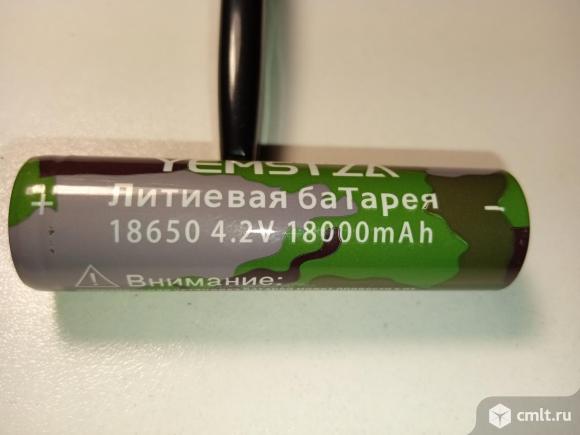 YEMSTZA
+ Литиевая баТарея -
18650 4.2V 18000mAh
Внимание:
cmlt.ru